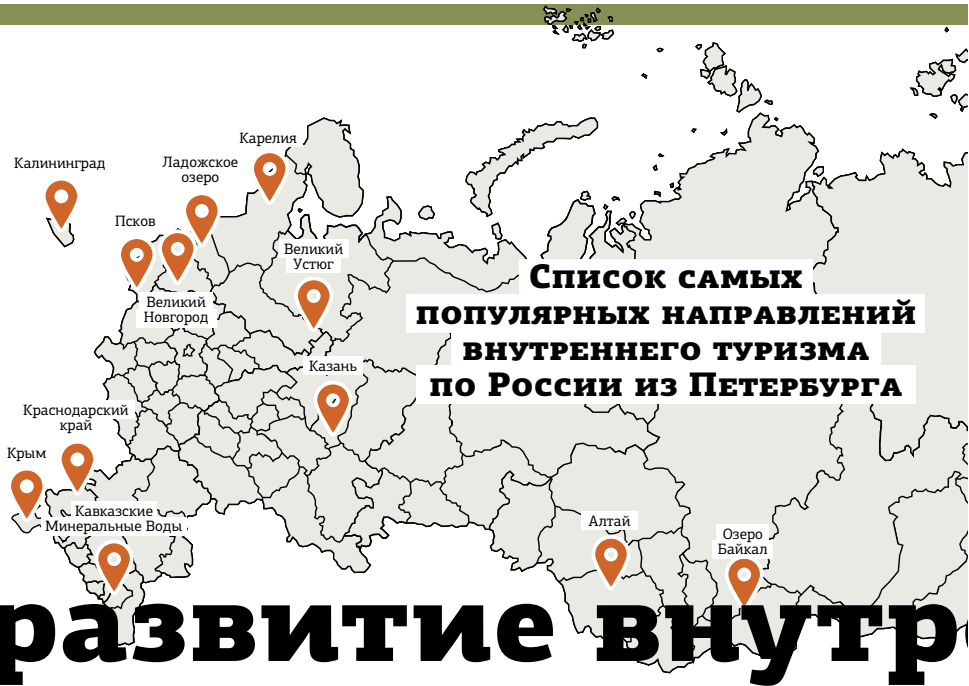 Карелия
Калининград
Ладожское
озеро
Псков
Великий
Устюг
Великий
Новгород
Список самых
популярных направлений
внутреннего туризма
по России из Петербурга
Казань
Краснодарский
край
Крым
Кавказские
Минеральные Воды
Алтай
Озеро
Байкал
развитие внутр